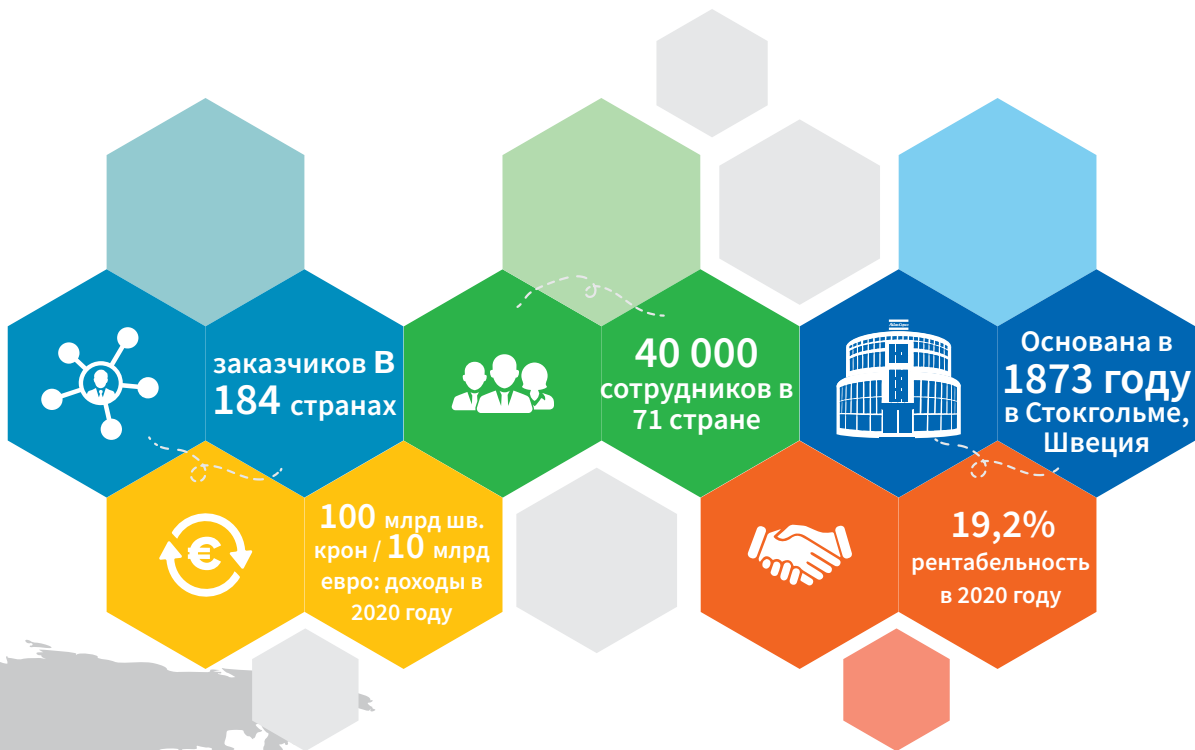 заказчиков В
184 странах
40 000
сотрудников в
71 стране
Основана в
1873 году
в Стокгольме,
Швеция
100 млрд шв.
крон / 10 млрд
евро: доходы в
2020 году
€
19,2%
рентабельность
в 2020 году